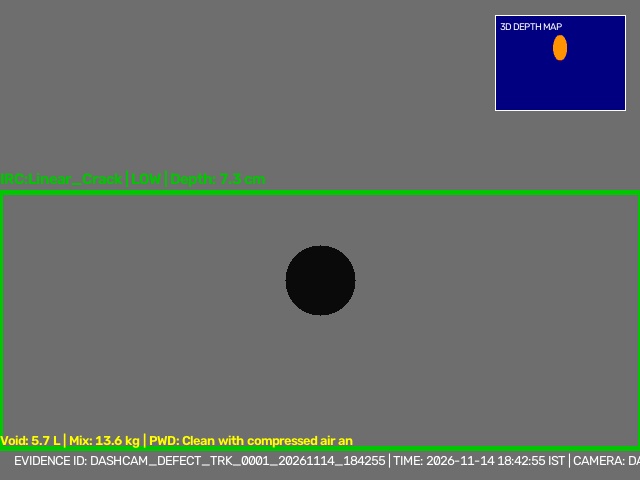 3D DEPTH MAP
IRC:Linear_Crack | LOW | Depth: 7.3 cm
Void: 5.7 L | Mix: 13.6 kg | PWD: Clean with compressed air an
EVIDENCE ID: DASHCAM_DEFECT_TRK_0001_20261114_184255 | TIME: 2026-11-14 18:42:55 IST | CAMERA: DA